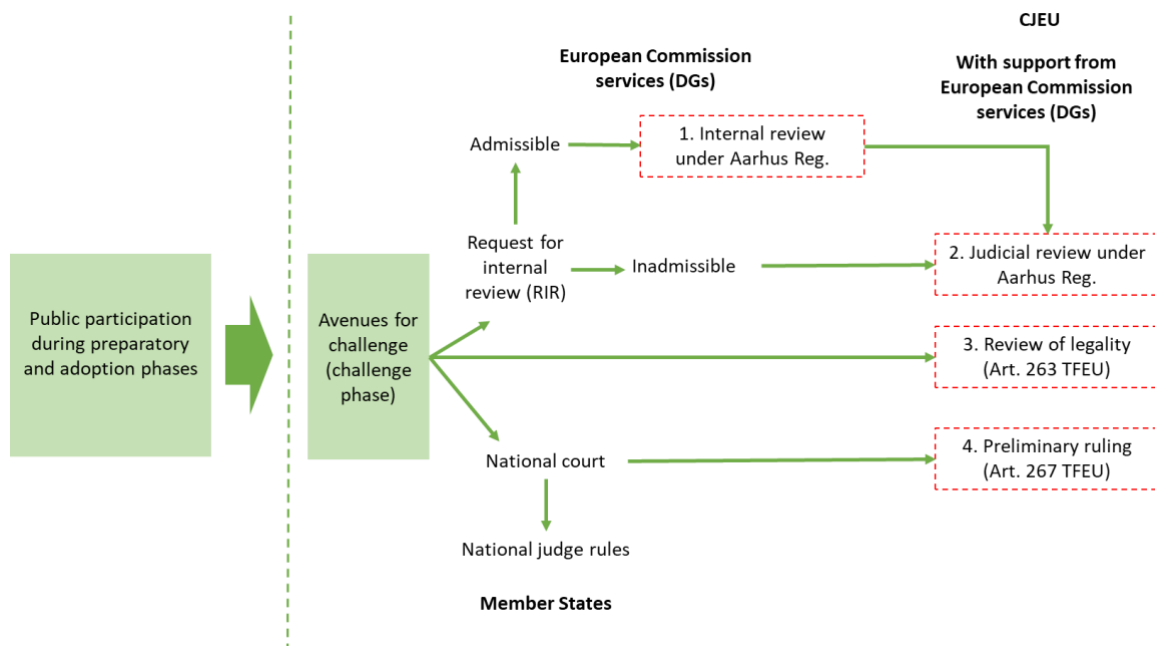 CJEU
With support from
European Commission
services (DGs)
European Commission
services (DGs)
Admissible
1. Internal review
under Aarhus Reg.
Request for
internal
review (RIR)
Inadmissible
2. Judicial review under
Aarhus Reg.
Public participation
during preparatory
and adoption phases
Avenues for
challenge
(challenge
phase)
3. Review of legality
(Art. 263 TFEU)
National court
4. Preliminary ruling
(Art. 267 TFEU)
National judge rules
Member States